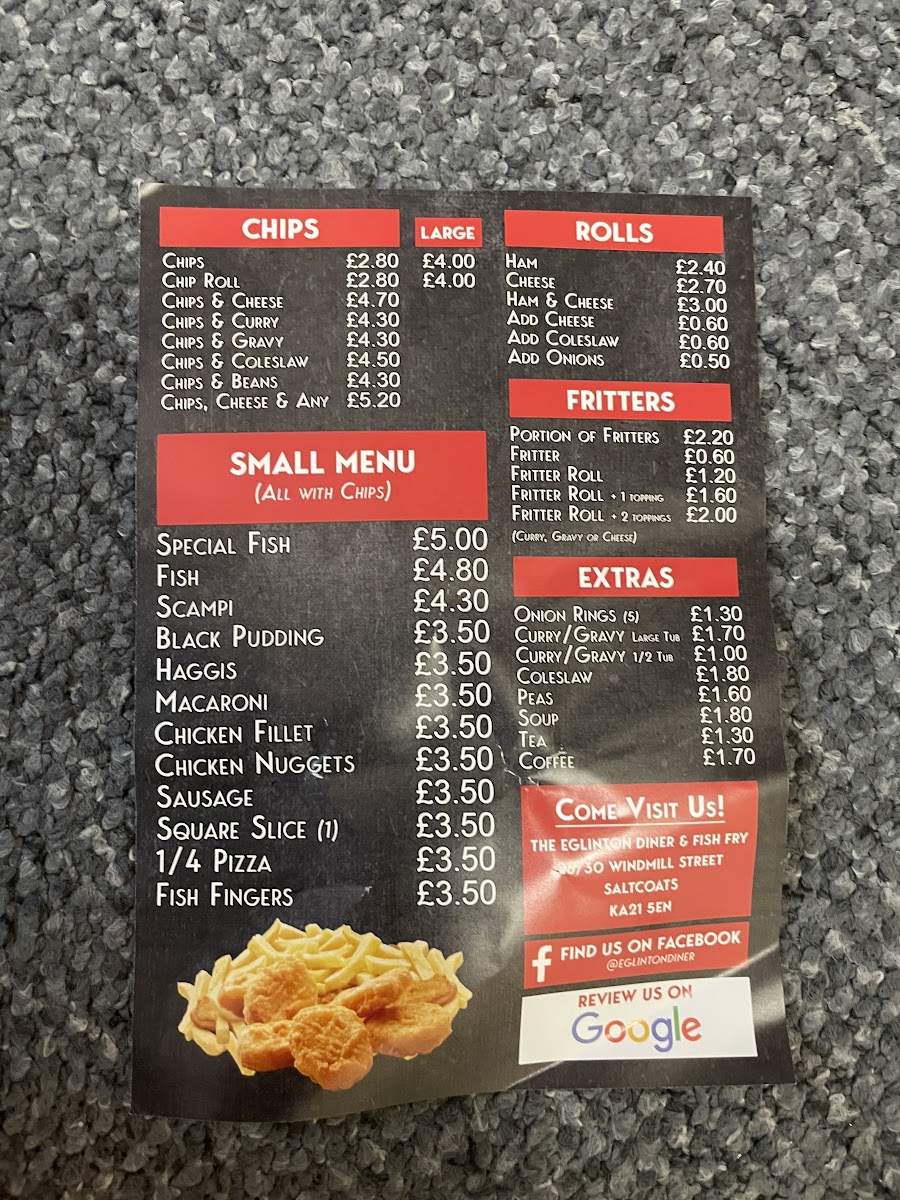 CHIPS
LARGE
CHIPS £2.80 £4.00
CHIP ROLL £2.80 £4.00
CHIPS & CHEESE £4.70
CHIPS & CURRY £4.30
CHIPS & GRAVY £4.30
CHIPS & COLESLAW £4.50
CHIPS & BEANS £4.30
CHIPS, CHEESE & ANY £5.20
SMALL MENU
(ALL WITH CHIPS)
SPECIAL FISH £5.00
FISH £4.80
SCAMPI £4.30
BLACK PUDDING £3.50
HAGGIS £3.50
MACARONI £3.50
CHICKEN FILLET £3.50
CHICKEN NUGGETS £3.50
SAUSAGE £3.50
SQUARE SLICE (1) £3.50
1/4 PIZZA £3.50
FISH FINGERS £3.50
ROLLS
HAM £2.40
CHEESE £2.70
HAM & CHEESE £3.00
ADD CHEESE £0.60
ADD COLESLAW £0.60
ADD ONIONS £0.50
FRITTERS
PORTION OF FRITTERS £2.20
FRITTER £0.60
FRITTER ROLL £1.20
FRITTER ROLL + 1 TOPPING £1.60
FRITTER ROLL + 2 TOPPINGS £2.00
(CURRY, GRAVY OR CHEESE)
EXTRAS
ONION RINGS (5) £1.30
CURRY/GRAVY LARGE TUB £1.70
CURRY/GRAVY 1/2 TUB £1.00
COLESLAW £1.80
PEAS £1.60
SOUP £1.80
TEA £1.30
COFFEE £1.70
COME VISIT US!
THE EGLINTON DINER & FISH FRY
WINDMILL STREET
SALTCOATS
KA21 5EN
f FIND US ON FACEBOOK
@EGLINTONDINER
REVIEW US ON
Google